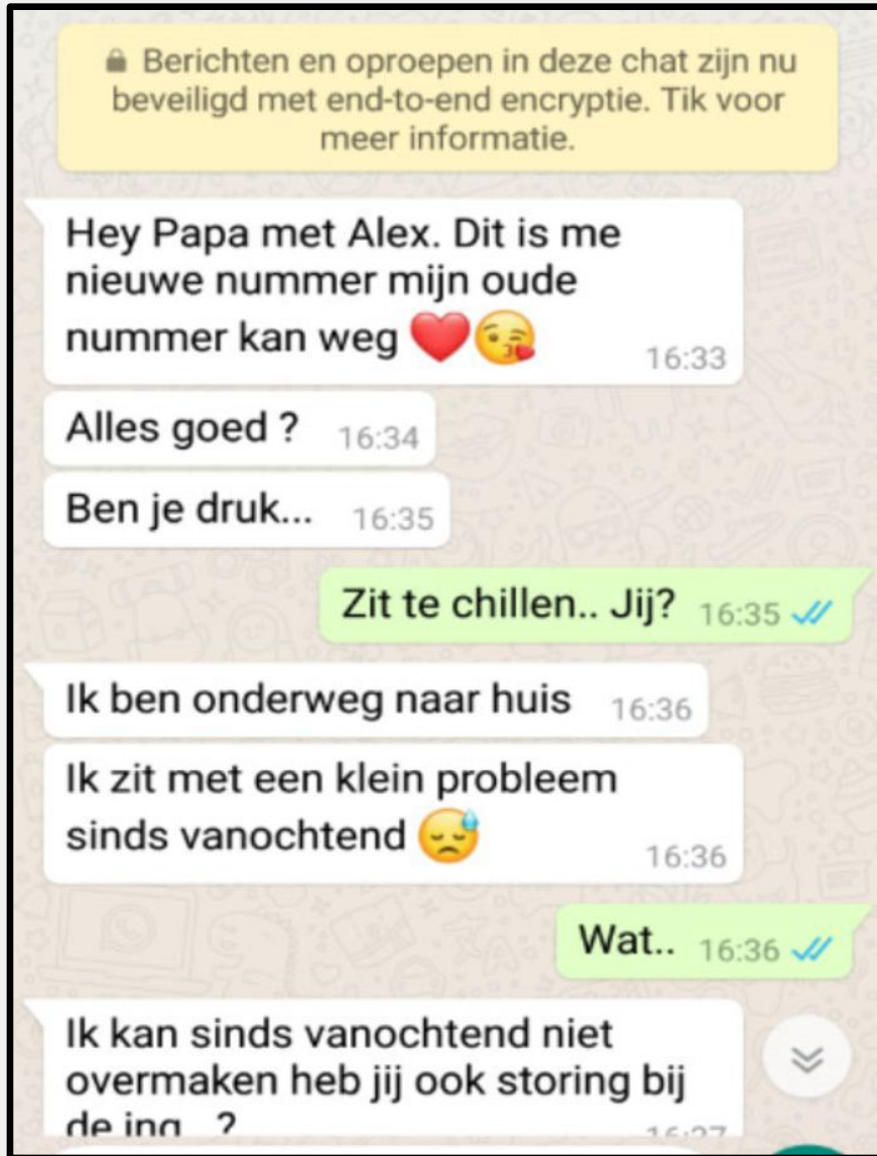 Berichten en oproepen in deze chat zijn nu
beveiligd met end-to-end encryptie. Tik voor
meer informatie.
Hey Papa met Alex. Dit is me
nieuwe nummer mijn oude
nummer kan weg ❤️😘
16:33
Alles goed ? 16:34
Ben je druk... 16:35
Zit te chillen.. Jij? 16:35
Ik ben onderweg naar huis 16:36
Ik zit met een klein probleem
sinds vanochtend 😓
16:36
Wat.. 16:36
Ik kan sinds vanochtend niet
overmaken heb jij ook storing bij
de ing ..? 16:37